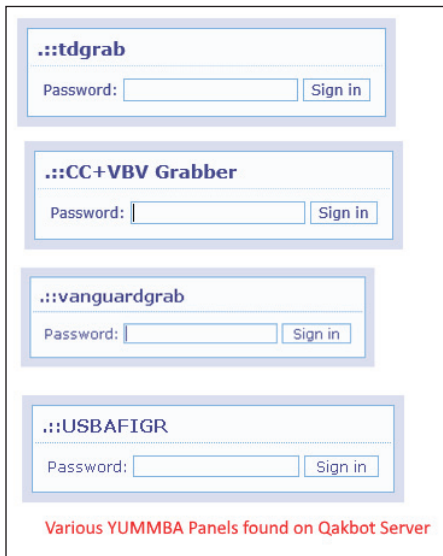 .::tdgrab
Password: Sign in
.::CC+VBV Grabber
Password: Sign in
.::vanguardgrab
Password: Sign in
.::USBAFIGR
Password: Sign in
Various YUMMBA Panels found on Qakbot Server